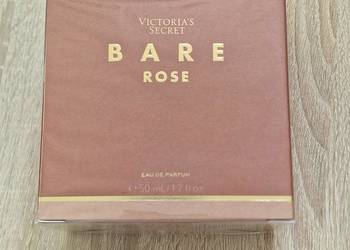 VICTORIA'S
SECRET
BARE
ROSE
EAU DE PARFUM
℮ 50 mL/1.7 fl oz